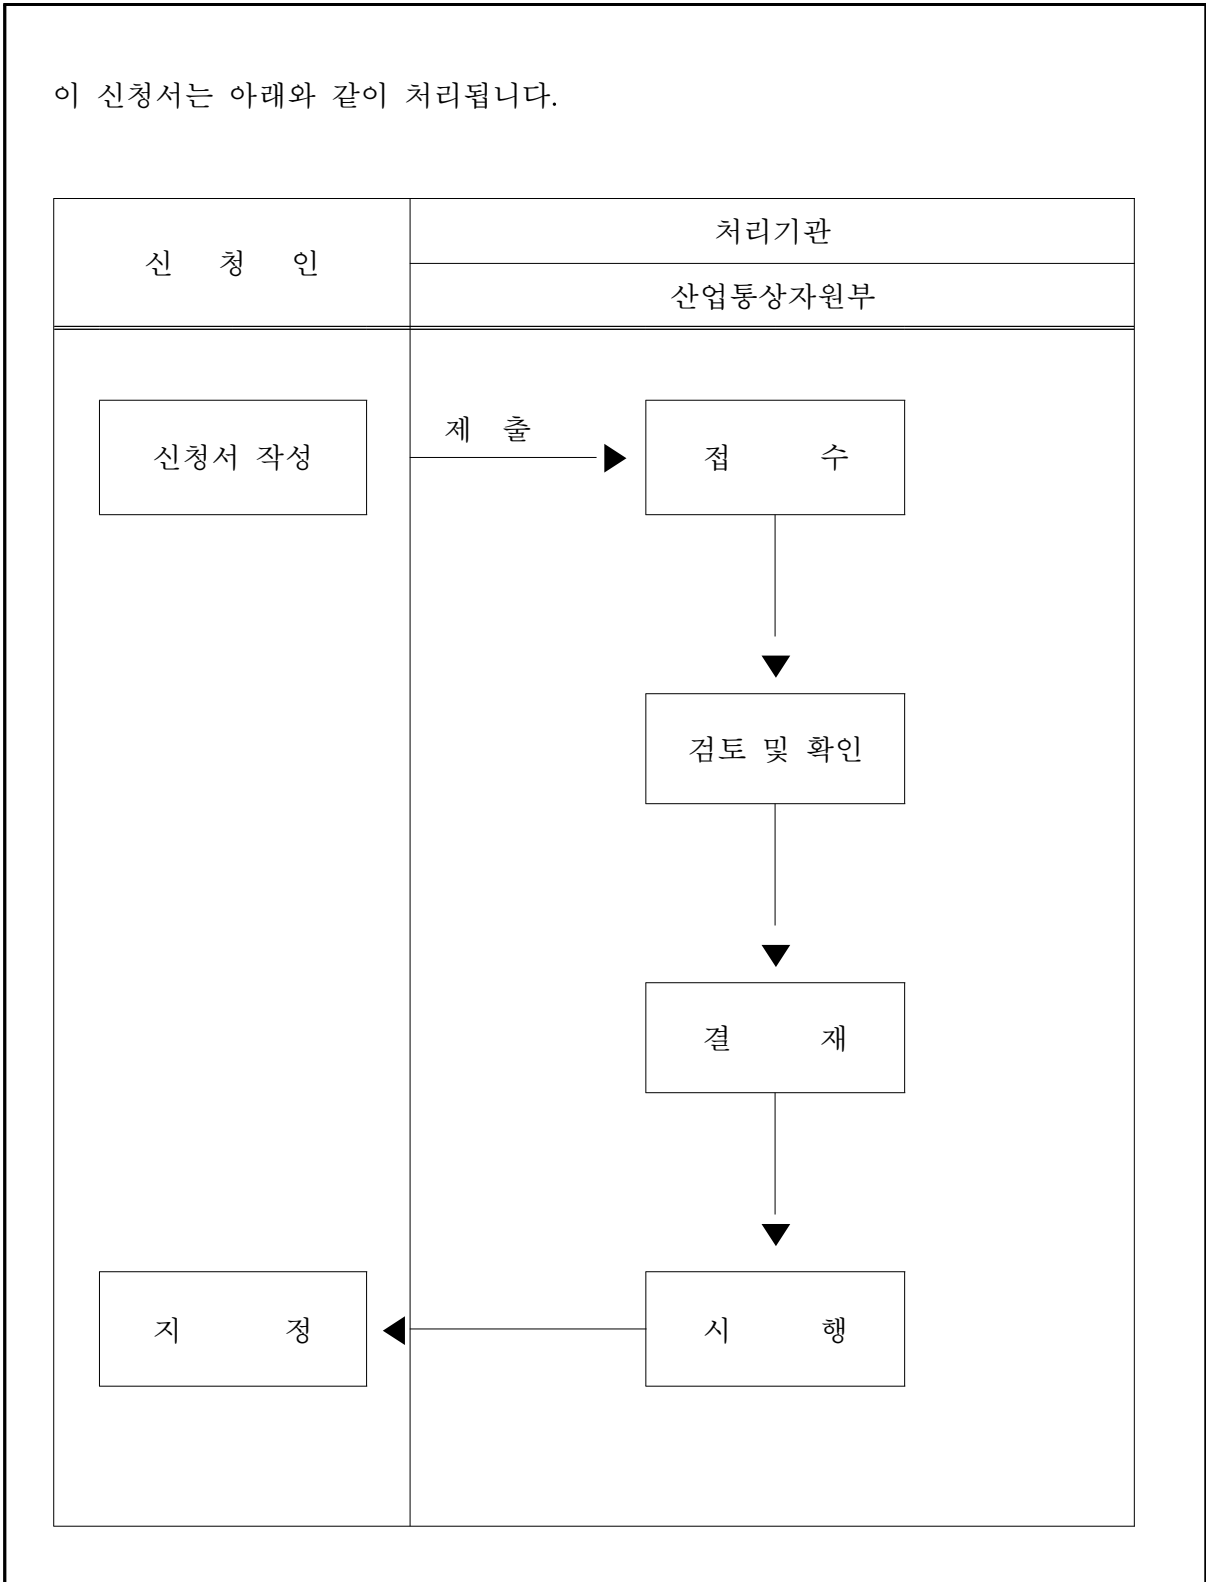 이 신청서는 아래와 같이 처리됩니다.
신 청 인
처리기관
산업통상자원부
신청서 작성
제 출
접 수
검토 및 확인
결 재
지 정
시 행